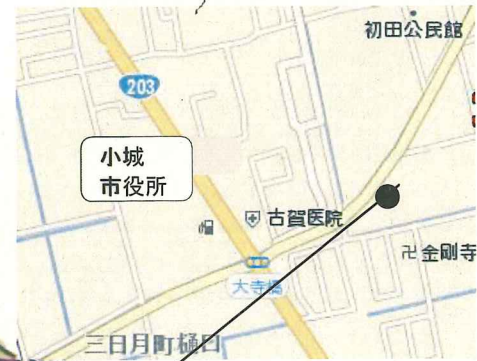 初田公民館
203
小城
市役所
古賀医院
金剛寺
大寺橋
三日月町樋口